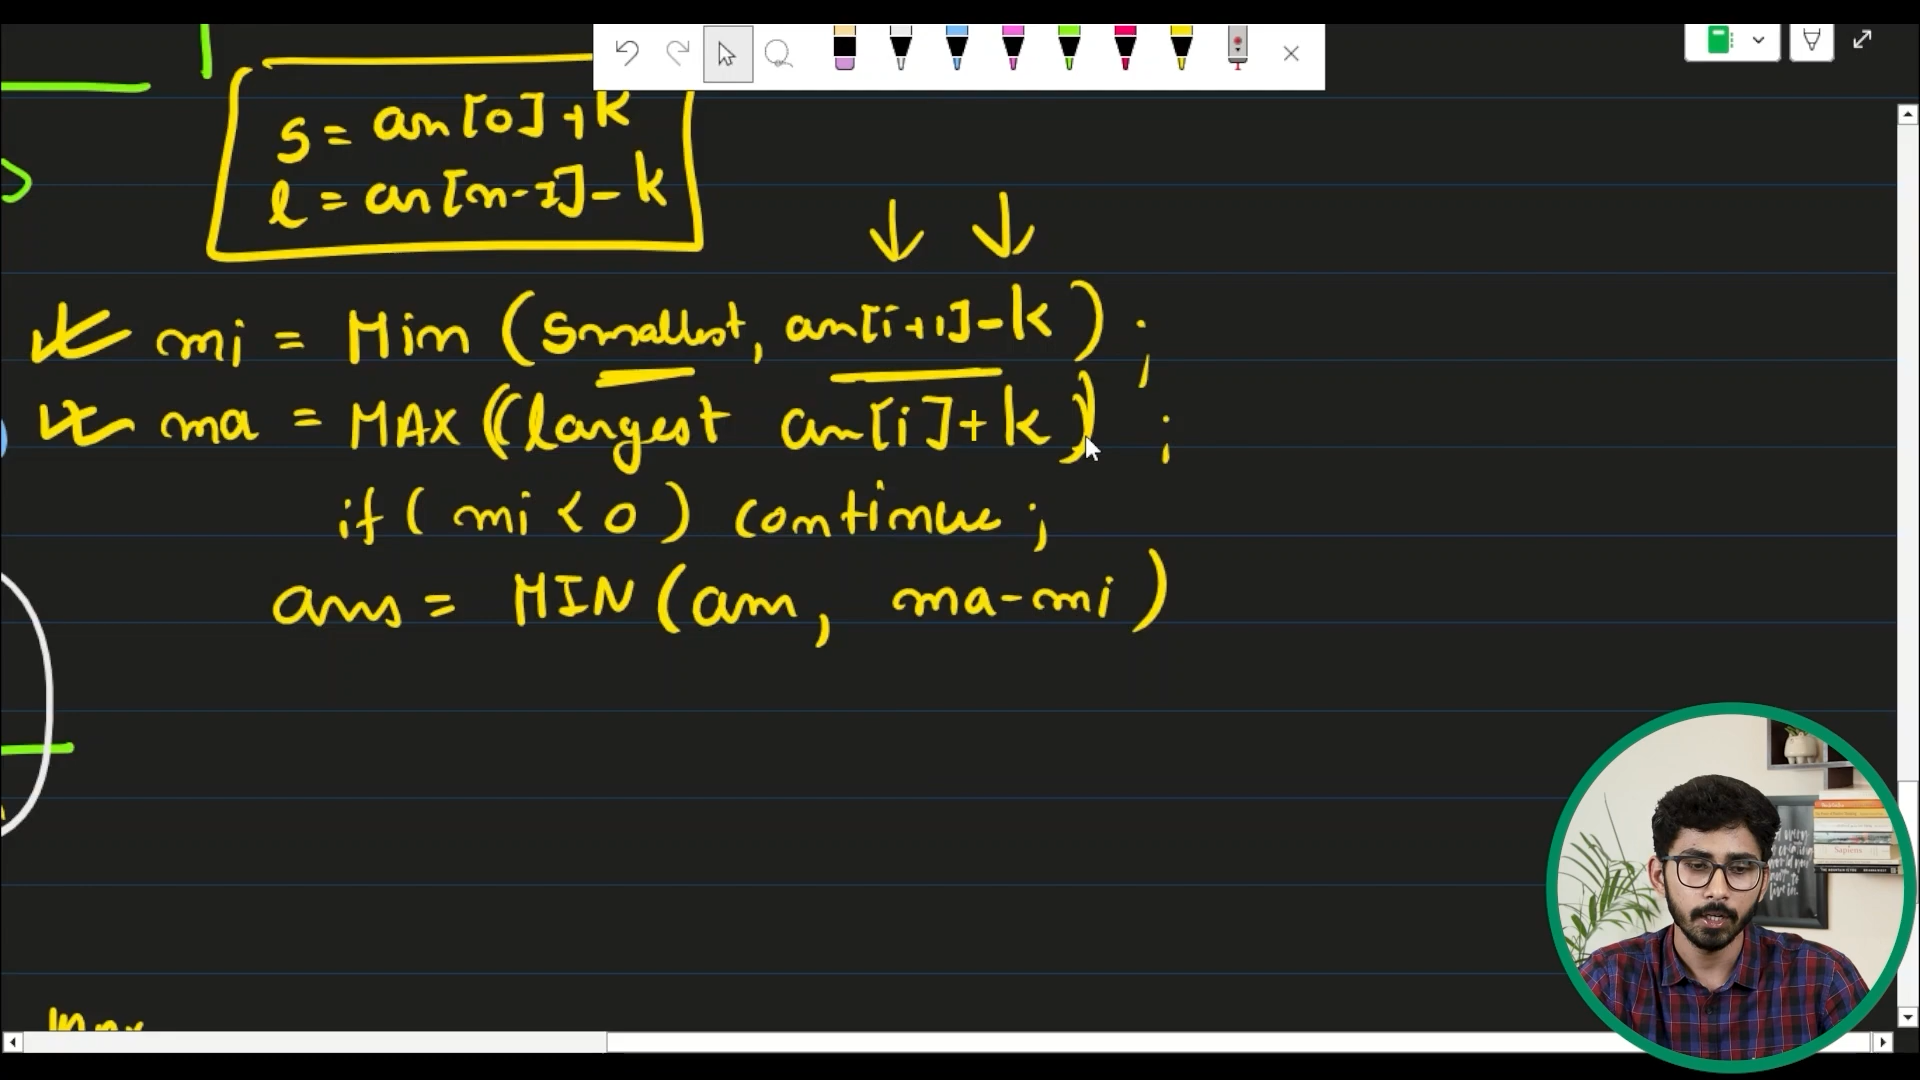 s = arr[0] + k
l = arr[n-1] - k
mi = Min (smallest, arr[i+1] - k) ;
ma = MAX ((largest arr[i] + k) ;
if ( mi < 0 ) continue ;
ans = MIN (ans, ma - mi)
Sapiens